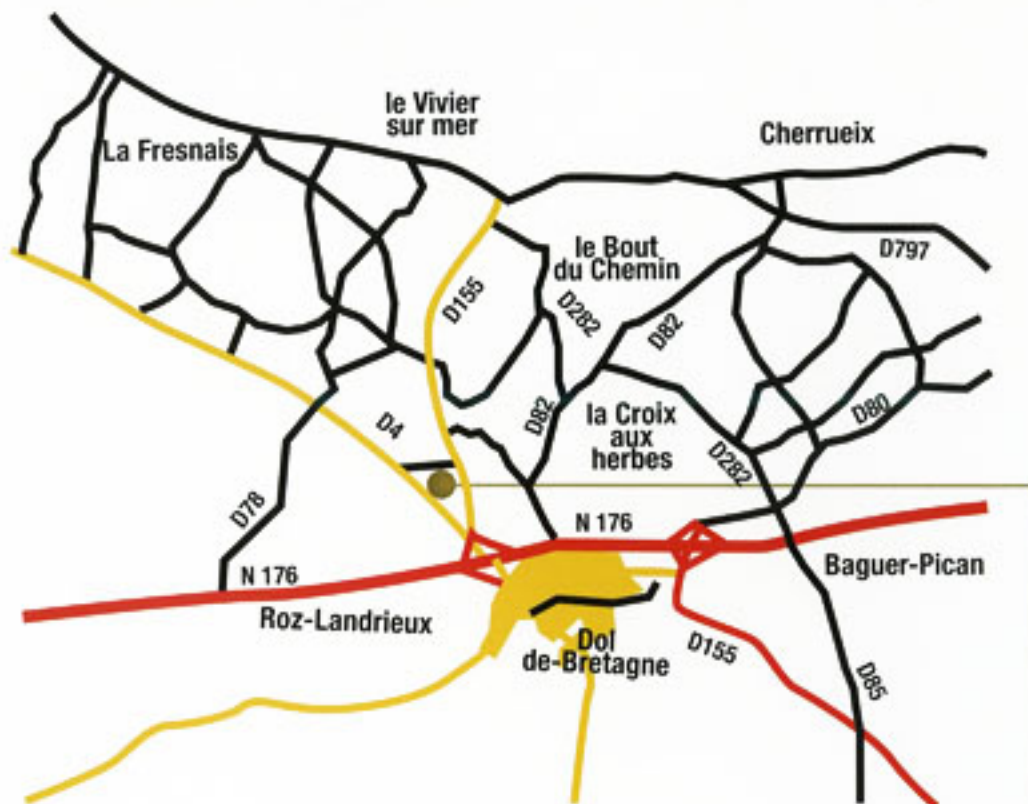 le Vivier
sur mer
Cherrueix
La Fresnais
le Bout
du Chemin
D797
D155
D282
D82
D4
D82
la Croix
aux
herbes
D80
D282
D78
N 176
N 176
Baguer-Pican
Roz-Landrieux
Dol
de-Bretagne
D155
D85